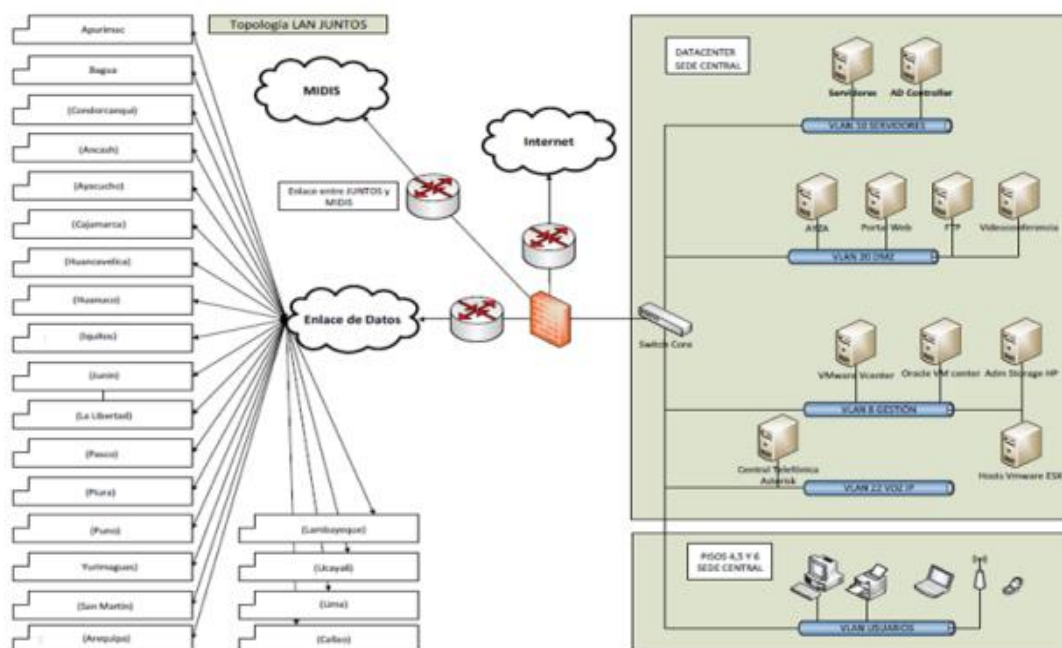 Topología LAN JUNTOS
Apurimac
Bagua
(Condorcanqui)
(Ancash)
(Ayacucho)
(Cajamarca)
(Huancavelica)
(Huanuco)
(Iquitos)
(Junin)
(La Libertad)
(Pasco)
(Piura)
(Puno)
Yurimaguas)
(San Martin)
(Arequipa)
(Lambayeque)
(Ucayali)
(Lima)
(Callao)
MIDIS
Enlace entre JUNTOS y
MIDIS
Internet
Enlace de Datos
Switch Core
DATACENTER
SEDE CENTRAL
Servidores
AD Controller
VLAN 10 SERVIDORES
Portal Web
FTP
Videoconferencia
VLAN 20 DMZ
VMware Vcenter
Oracle VM center
Adm Storage HP
VLAN 8 GESTIÓN
Central Telefónica
Asterisk
Hosts Vmware ESX
VLAN 22 VOZ IP
PISOS 4,5 Y 6
SEDE CENTRAL
VLAN USUARIOS